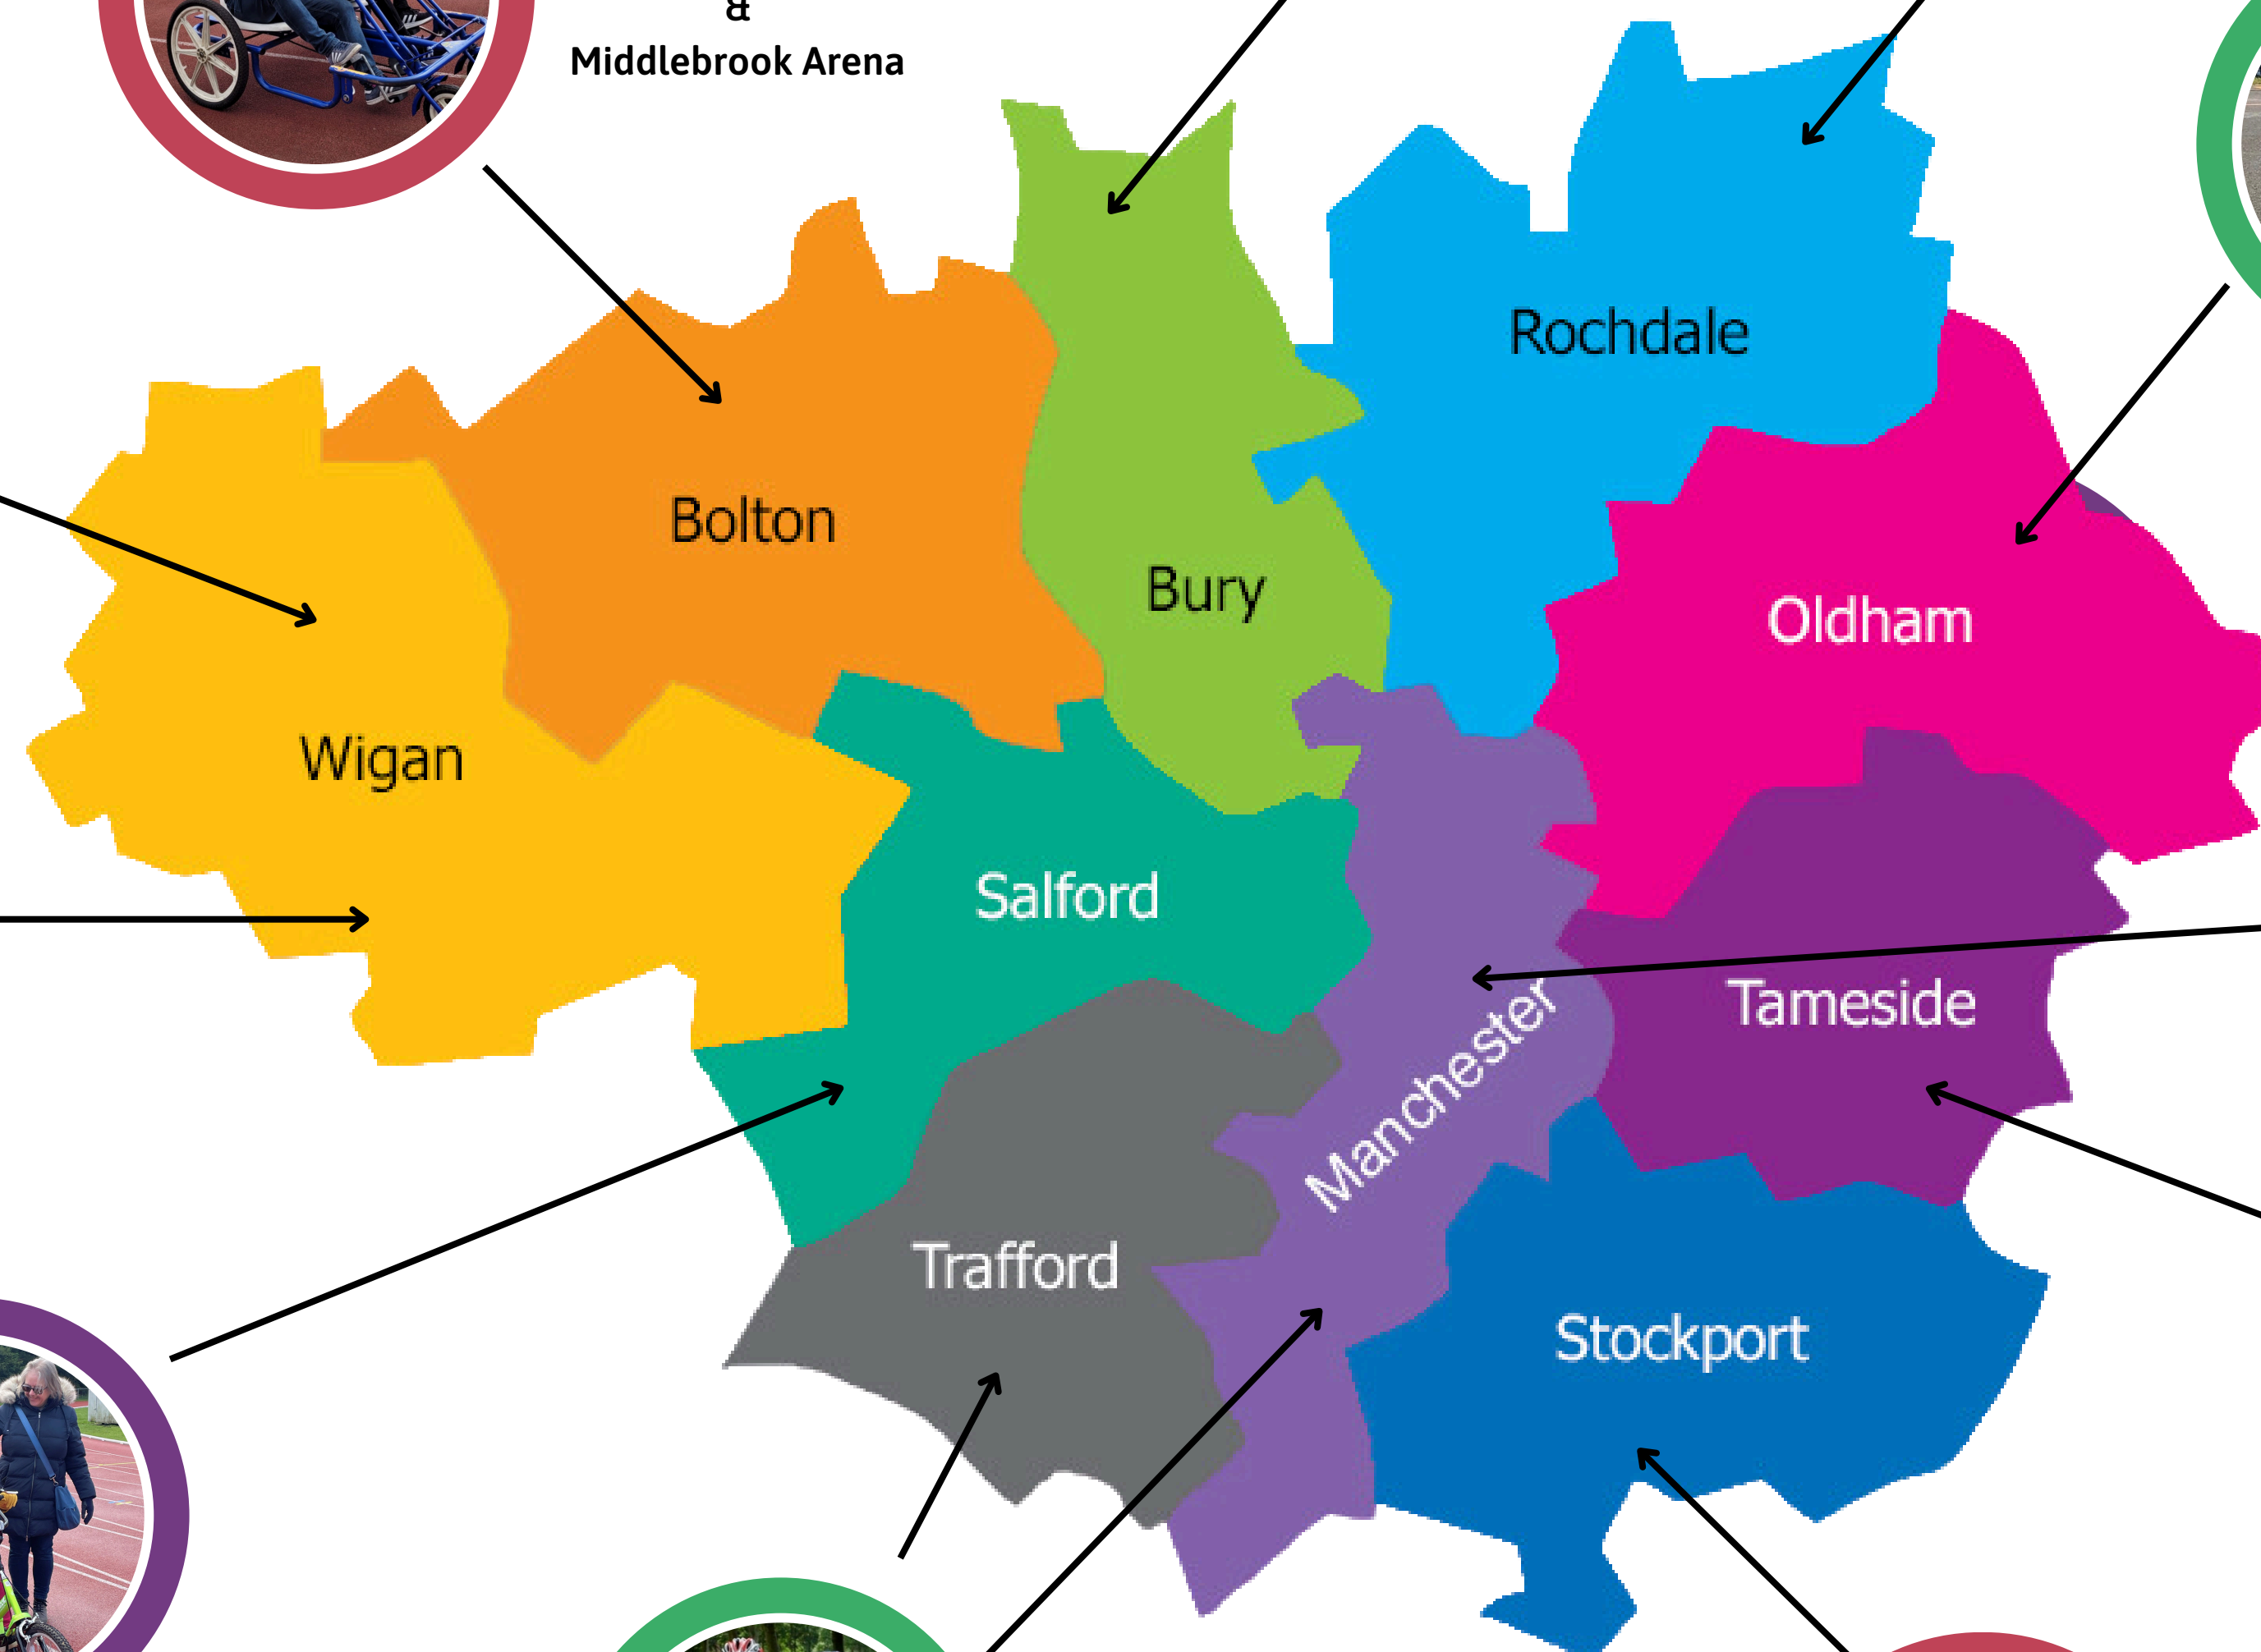 &
Middlebrook Arena
Rochdale
Bolton
Bury
Oldham
Wigan
Salford
Tameside
Manchester
Trafford
Stockport